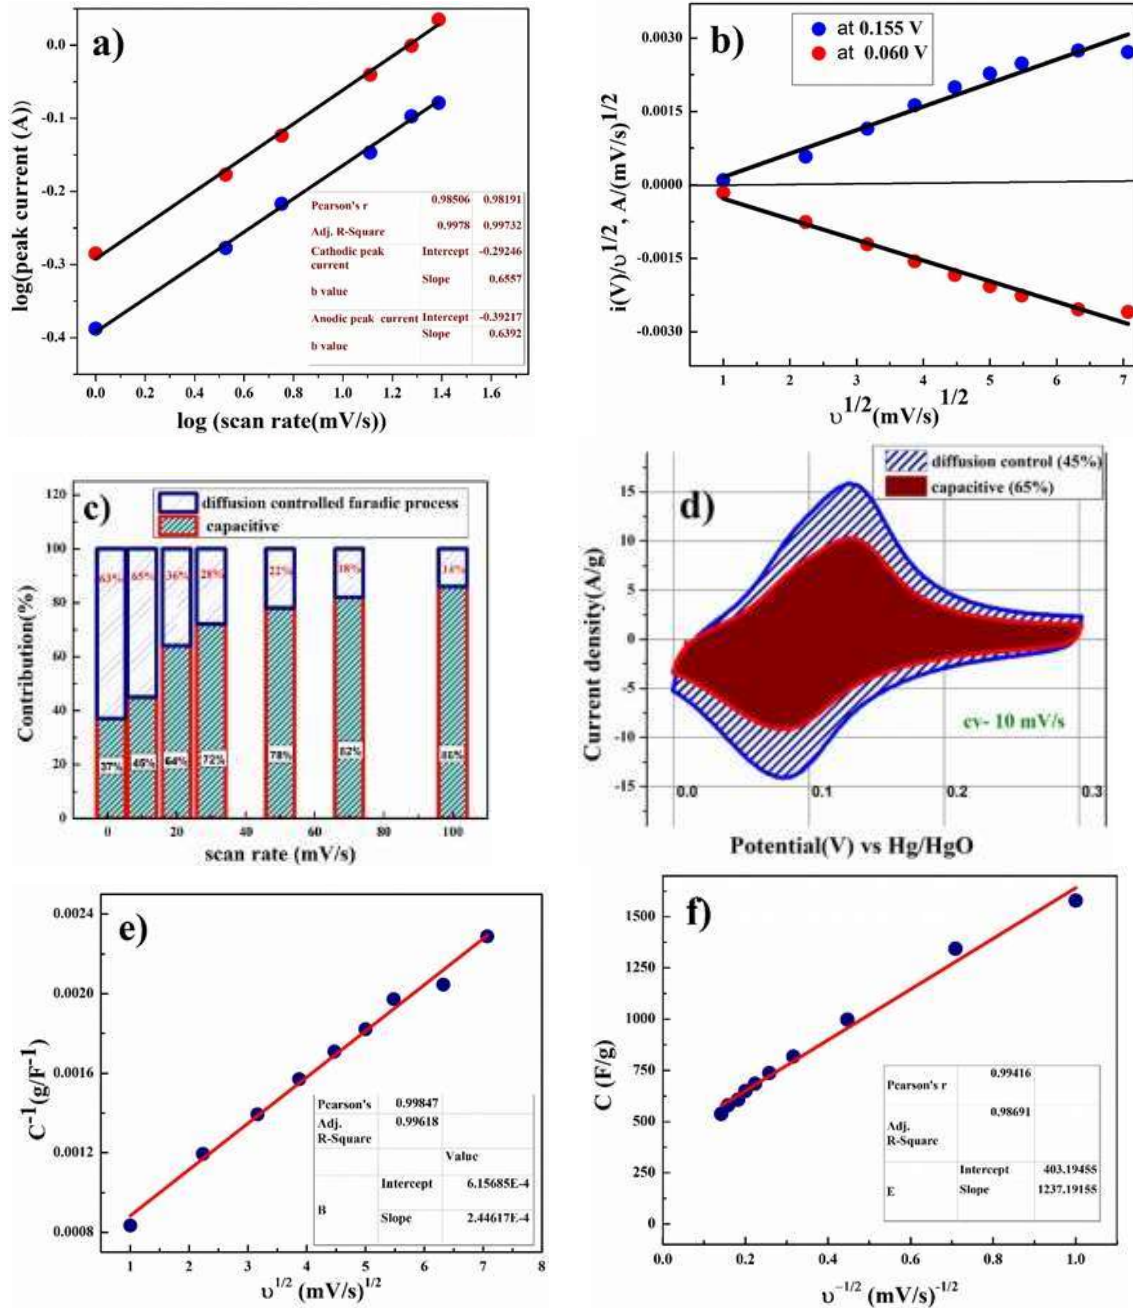 a)
log(peak current (A))
0.0
-0.1
-0.2
-0.3
-0.4
Pearson's r 0.98506 0.98191
Adj. R-Square 0.9978 0.99732
Cathodic peak Intercept -0.29246
current
Slope 0.6557
b value
Anodic peak current Intercept -0.39217
Slope 0.6392
b value
0.0 0.2 0.4 0.6 0.8 1.0 1.2 1.4 1.6
log (scan rate(mV/s))
b)
at 0.155 V
at 0.060 V
i(V)/υ1/2, A/(mV/s)1/2
0.0030
0.0015
0.0000
-0.0015
-0.0030
1 2 3 4 5 6 7
υ1/2(mV/s)1/2
c)
diffusion controlled faradic process
capacitive
Contribution(%)
120
100
80
60
40
20
0
63% 65% 36% 28% 22% 18% 14%
37% 45% 64% 72% 78% 82% 86%
0 20 40 60 80 100
scan rate (mV/s)
d)
diffusion control (45%)
capacitive (65%)
Current density(A/g)
15
10
5
0
-5
-10
-15
cv- 10 mV/s
0.0 0.1 0.2 0.3
Potential(V) vs Hg/HgO
e)
C-1(g/F-1)
0.0024
0.0020
0.0016
0.0012
0.0008
Pearson's 0.99847
Adj. 0.99618
R-Square
Value
Intercept 6.15685E-4
B
Slope 2.44617E-4
1 2 3 4 5 6 7 8
υ1/2 (mV/s)1/2
f)
C (F/g)
1500
1250
1000
750
500
250
0
Pearson's r 0.99416
0.98691
Adj.
R-Square
Intercept 403.19455
E Slope 1237.19155
0.0 0.2 0.4 0.6 0.8 1.0
υ-1/2 (mV/s)-1/2